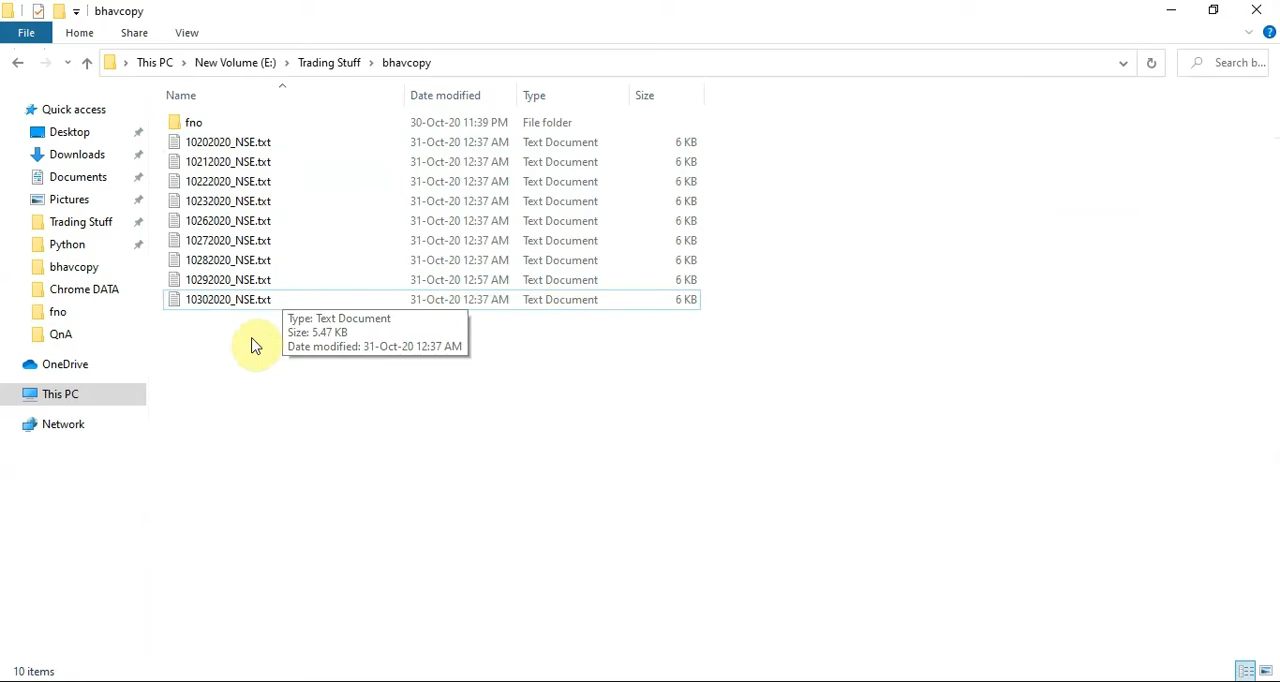 bhavcopy
File Home Share View
This PC New Volume (E:) Trading Stuff bhavcopy
Search b...
Name Date modified Type Size
Quick access
Desktop
Downloads
Documents
Pictures
Trading Stuff
Python
bhavcopy
Chrome DATA
fno
QnA
OneDrive
This PC
Network
fno 30-Oct-20 11:39 PM File folder
10202020_NSE.txt 31-Oct-20 12:37 AM Text Document 6 KB
10212020_NSE.txt 31-Oct-20 12:37 AM Text Document 6 KB
10222020_NSE.txt 31-Oct-20 12:37 AM Text Document 6 KB
10232020_NSE.txt 31-Oct-20 12:37 AM Text Document 6 KB
10262020_NSE.txt 31-Oct-20 12:37 AM Text Document 6 KB
10272020_NSE.txt 31-Oct-20 12:37 AM Text Document 6 KB
10282020_NSE.txt 31-Oct-20 12:37 AM Text Document 6 KB
10292020_NSE.txt 31-Oct-20 12:57 AM Text Document 6 KB
10302020_NSE.txt 31-Oct-20 12:37 AM Text Document 6 KB
Type: Text Document
Size: 5.47 KB
Date modified: 31-Oct-20 12:37 AM
10 items